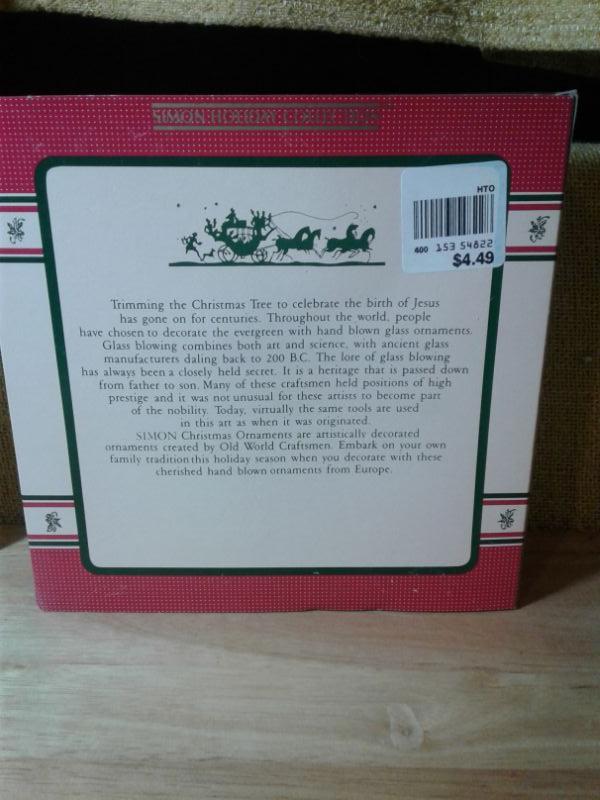 SIMON HOLIDAY COLLECTION
HTO
400 153 54822
$4.49
Trimming the Christmas Tree to celebrate the birth of Jesus
has gone on for centuries. Throughout the world, people
have chosen to decorate the evergreen with hand blown glass ornaments.
Glass blowing combines both art and science, with ancient glass
manufacturers daling back to 200 B.C. The lore of glass blowing
has always been a closely held secret. It is a heritage that is passed down
from father to son. Many of these craftsmen held positions of high
prestige and it was not unusual for these artists to become part
of the nobility. Today, virtually the same tools are used
in this art as when it was originated.
SIMON Christmas Ornaments are artistically decorated
ornaments created by Old World Craftsmen. Embark on your own
family tradition this holiday season when you decorate with these
cherished hand blown ornaments from Europe.